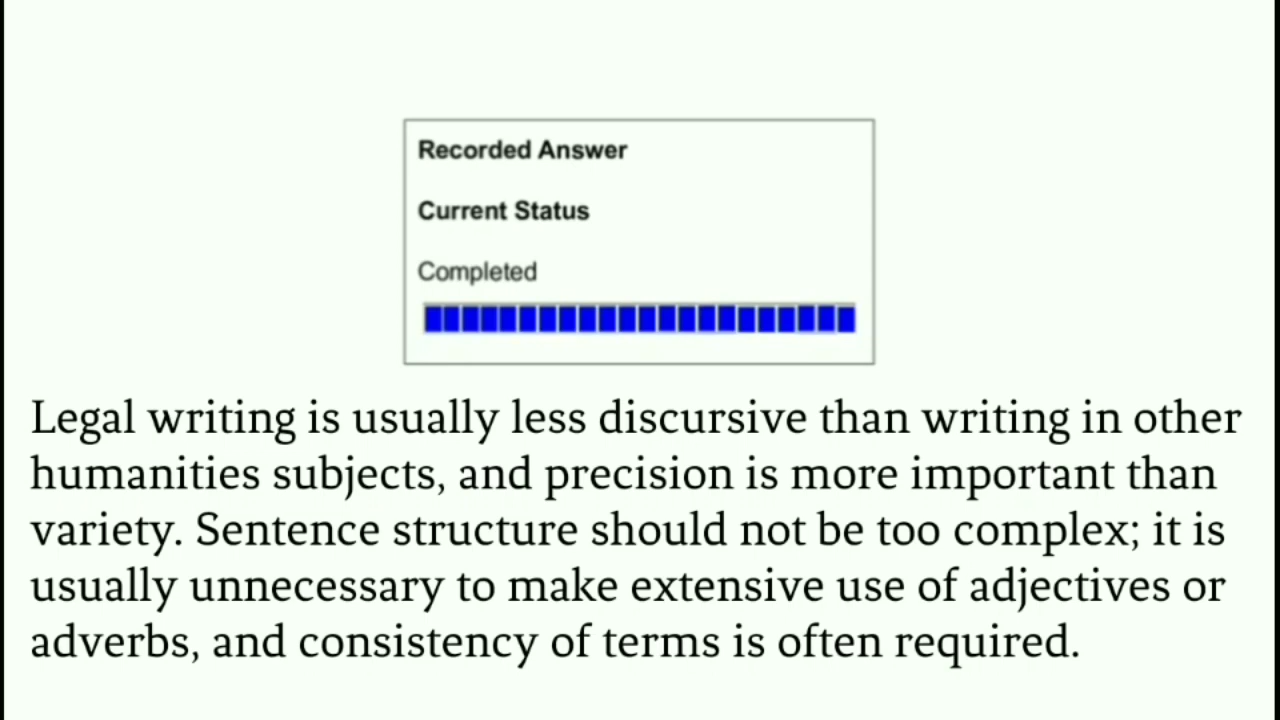 Recorded Answer
Current Status
Completed
Legal writing is usually less discursive than writing in other
humanities subjects, and precision is more important than
variety. Sentence structure should not be too complex; it is
usually unnecessary to make extensive use of adjectives or
adverbs, and consistency of terms is often required.